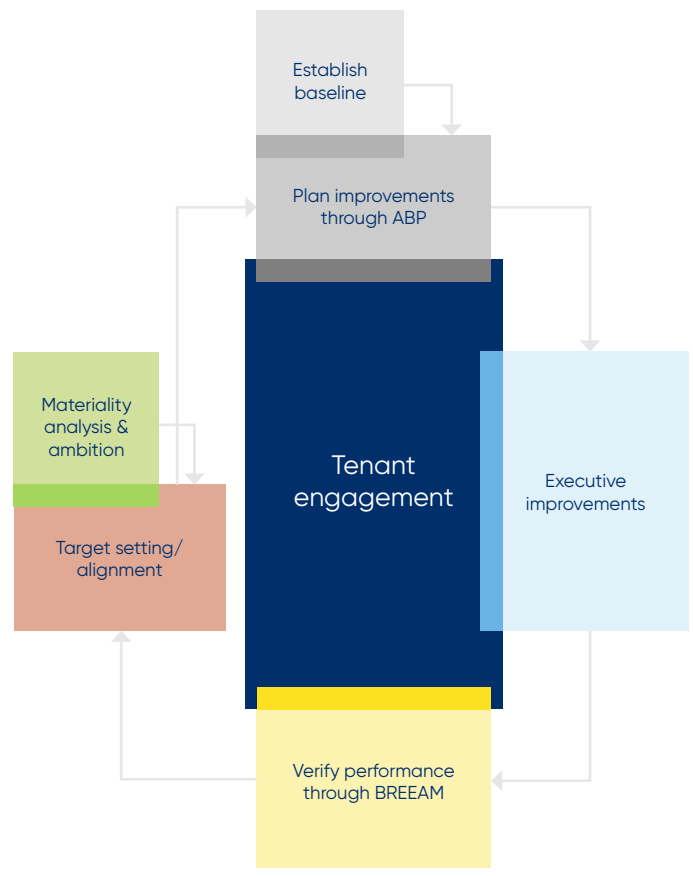 Establish
baseline
Plan improvements
through ABP
Materiality
analysis &
ambition
Tenant
engagement
Executive
improvements
Target setting/
alignment
Verify performance
through BREEAM